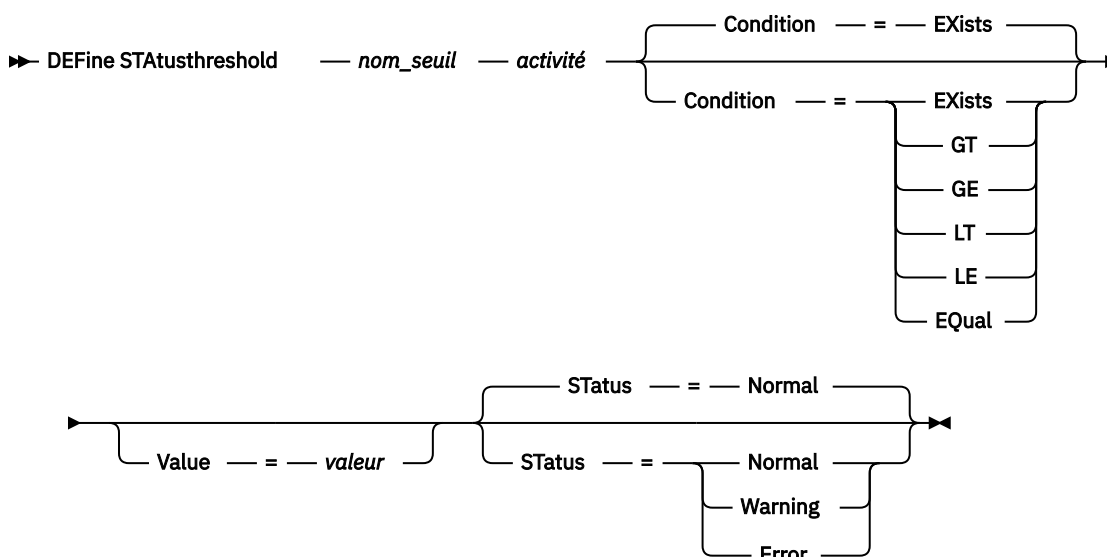 Condition = EXists
DEFine STAtusthreshold nom_seuil activité
Condition = EXists
GT
GE
LT
LE
EQual
STatus = Normal
Value = valeur
STatus = Normal
Warning
Error